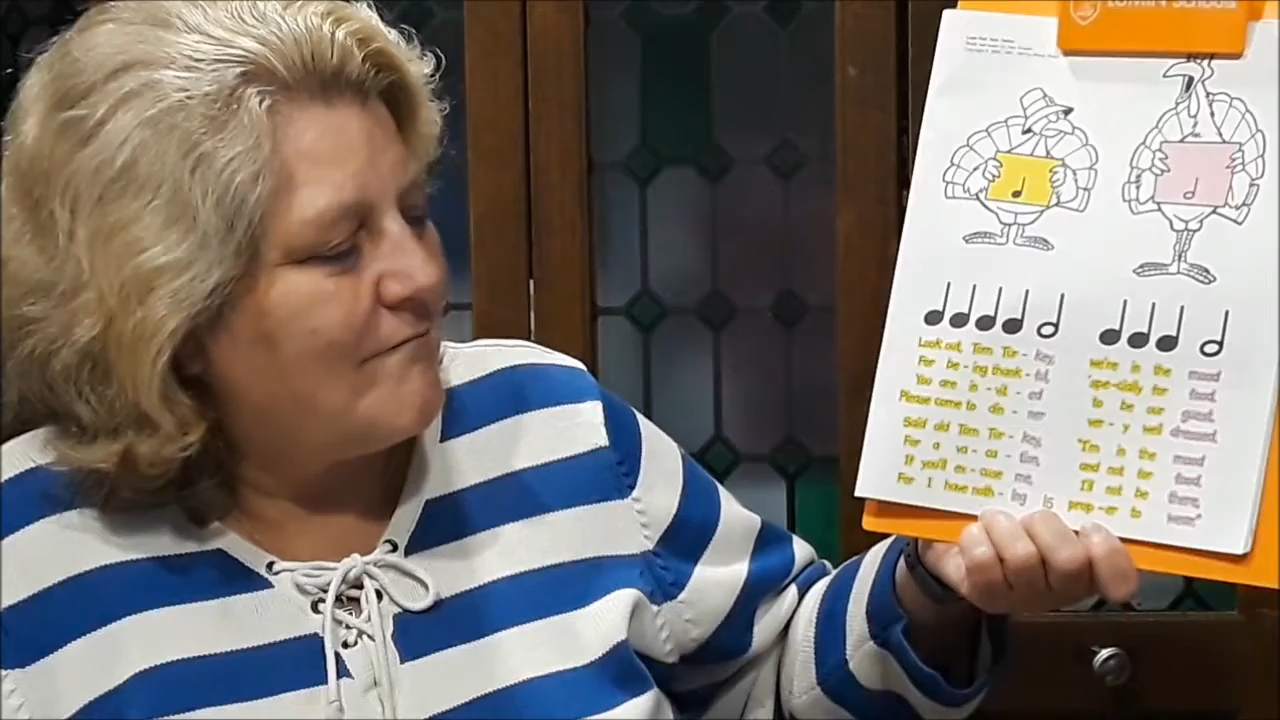 LUMIN Schools
Look out, Tom Tur - key, we're in the mood
For be - ing thank - ful, 'spe-cially for food.
You are in - vit - ed to be our guest.
Please come to din - ner ver - y well dressed.
Said old Tom Tur - key, "I'm in the mood
For a va - ca - tion, and not for food.
If you'll ex - cuse me, I'll not be there,
For I have noth - ing prop - er to wear."
15